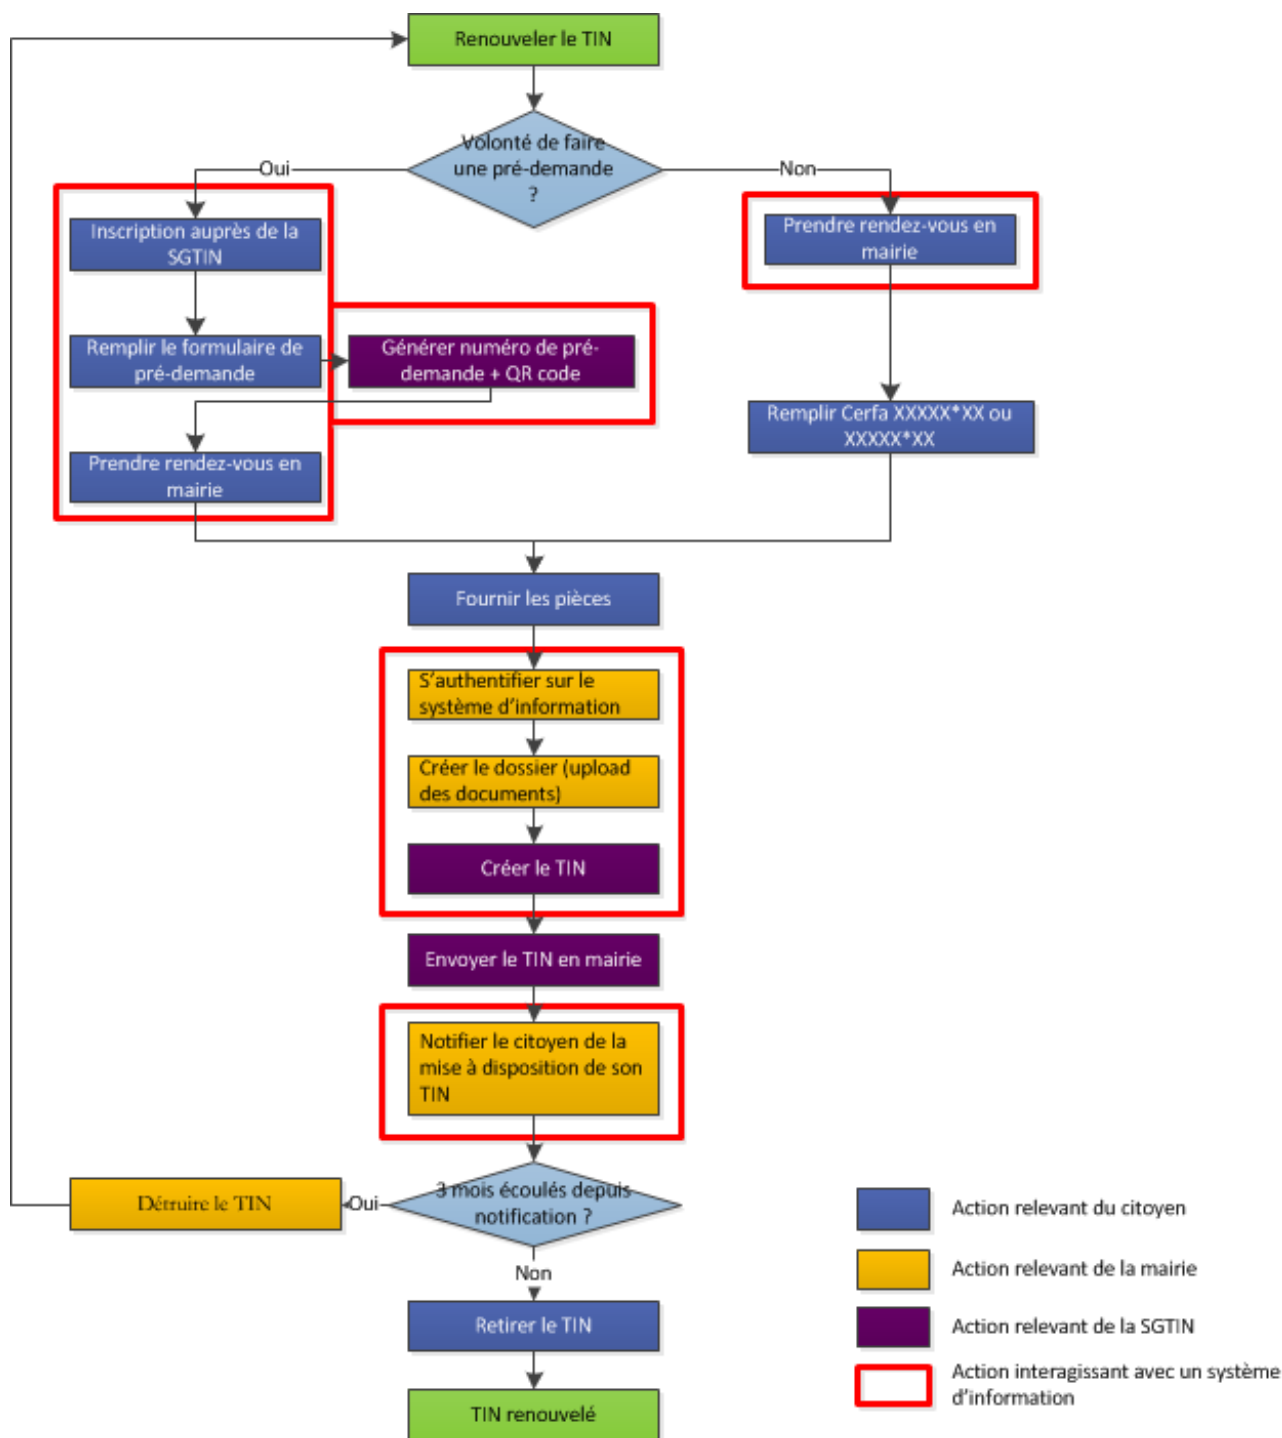 Renouveler le TIN
Volonté de faire
une pré-demande
?
Oui
Non
Inscription auprès de la
SGTIN
Prendre rendez-vous en
mairie
Remplir le formulaire de
pré-demande
Générer numéro de pré-
demande + QR code
Remplir Cerfa XXXXX*XX ou
XXXXX*XX
Prendre rendez-vous en
mairie
Fournir les pièces
S'authentifier sur le
système d'information
Créer le dossier (upload
des documents)
Créer le TIN
Envoyer le TIN en mairie
Notifier le citoyen de la
mise à disposition de son
TIN
3 mois écoulés depuis
notification ?
Oui
Détruire le TIN
Non
Retirer le TIN
TIN renouvelé
Action relevant du citoyen
Action relevant de la mairie
Action relevant de la SGTIN
Action interagissant avec un système
d'information